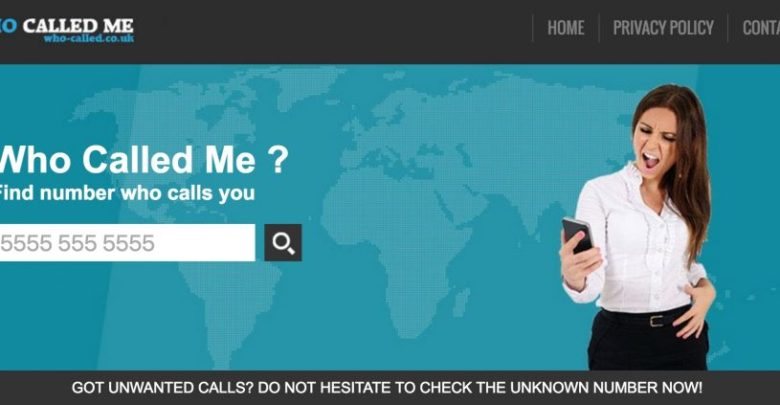 HO CALLED ME
who-called.co.uk
HOME
PRIVACY POLICY
CONTA
Who Called Me ?
Find number who calls you
5555 555 5555
GOT UNWANTED CALLS? DO NOT HESITATE TO CHECK THE UNKNOWN NUMBER NOW!